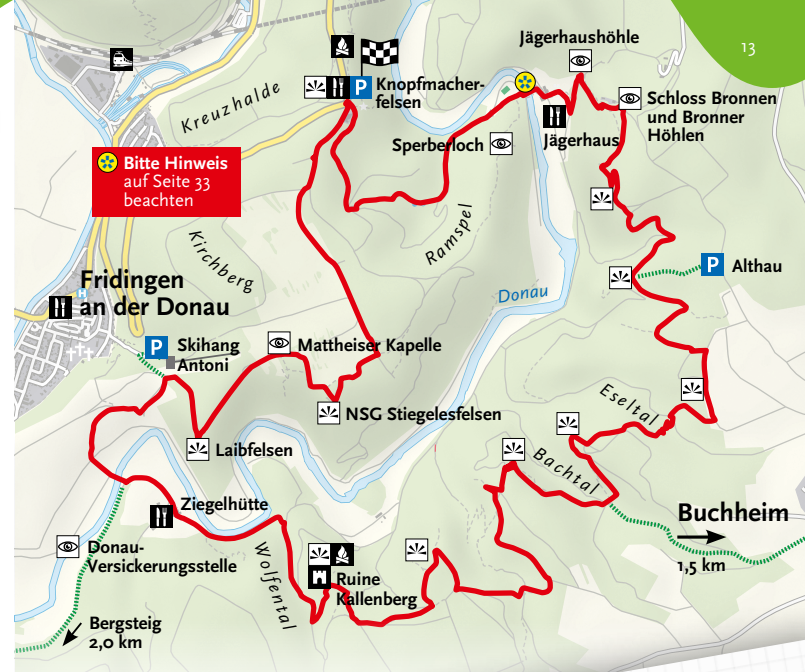 13
Jägerhaushöhle
Knopfmacher-
felsen
Kreuzhalde
Schloss Bronnen
und Bronner
Höhlen
Sperberloch
Jägerhaus
Bitte Hinweis
auf Seite 33
beachten
Ramspel
Kirchberg
Althau
Fridingen
an der Donau
Donau
Skihang
Antoni
Mattheiser Kapelle
Eseltal
NSG Stiegelesfelsen
Laibfelsen
Bachtal
Ziegelhütte
Buchheim
1,5 km
Donau-
Versickerungsstelle
Wolfental
Ruine
Kallenberg
Bergsteig
2,0 km
P
P
P
H